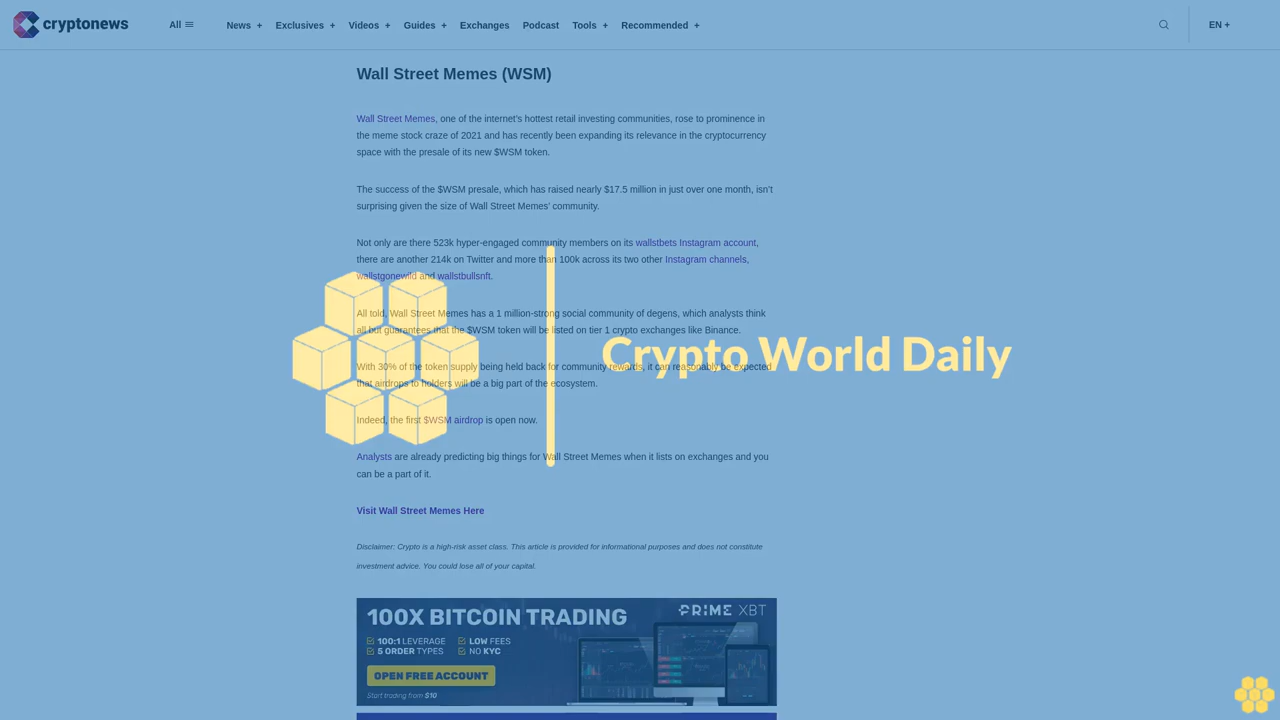 cryptonews
All
News + Exclusives + Videos + Guides + Exchanges Podcast Tools + Recommended +
EN +
Wall Street Memes (WSM)
Wall Street Memes, one of the internet's hottest retail investing communities, rose to prominence in
the meme stock craze of 2021 and has recently been expanding its relevance in the cryptocurrency
space with the presale of its new $WSM token.
The success of the $WSM presale, which has raised nearly $17.5 million in just over one month, isn't
surprising given the size of Wall Street Memes' community.
Not only are there 523k hyper-engaged community members on its wallstbets Instagram account,
there are another 214k on Twitter and more than 100k across its two other Instagram channels,
wallstgonewild and wallstbullsnft.
All told, Wall Street Memes has a 1 million-strong social community of degens, which analysts think
all but guarantees that the $WSM token will be listed on tier 1 crypto exchanges like Binance.
Crypto World Daily
With 30% of the token supply being held back for community rewards, it can reasonably be expected
that airdrops to holders will be a big part of the ecosystem.
Indeed, the first $WSM airdrop is open now.
Analysts are already predicting big things for Wall Street Memes when it lists on exchanges and you
can be a part of it.
Visit Wall Street Memes Here
Disclaimer: Crypto is a high-risk asset class. This article is provided for informational purposes and does not constitute
investment advice. You could lose all of your capital.
100X BITCOIN TRADING
PRIME XBT
100:1 LEVERAGE LOW FEES
5 ORDER TYPES NO KYC
OPEN FREE ACCOUNT
Start trading from $10